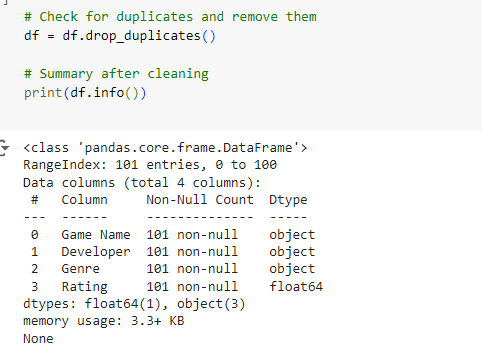 # Check for duplicates and remove them
df = df.drop_duplicates()
# Summary after cleaning
print(df.info())
<class 'pandas.core.frame.DataFrame'>
RangeIndex: 101 entries, 0 to 100
Data columns (total 4 columns):
 #   Column     Non-Null Count  Dtype
---  ------     --------------  -----
 0   Game Name  101 non-null    object
 1   Developer  101 non-null    object
 2   Genre      101 non-null    object
 3   Rating     101 non-null    float64
dtypes: float64(1), object(3)
memory usage: 3.3+ KB
None